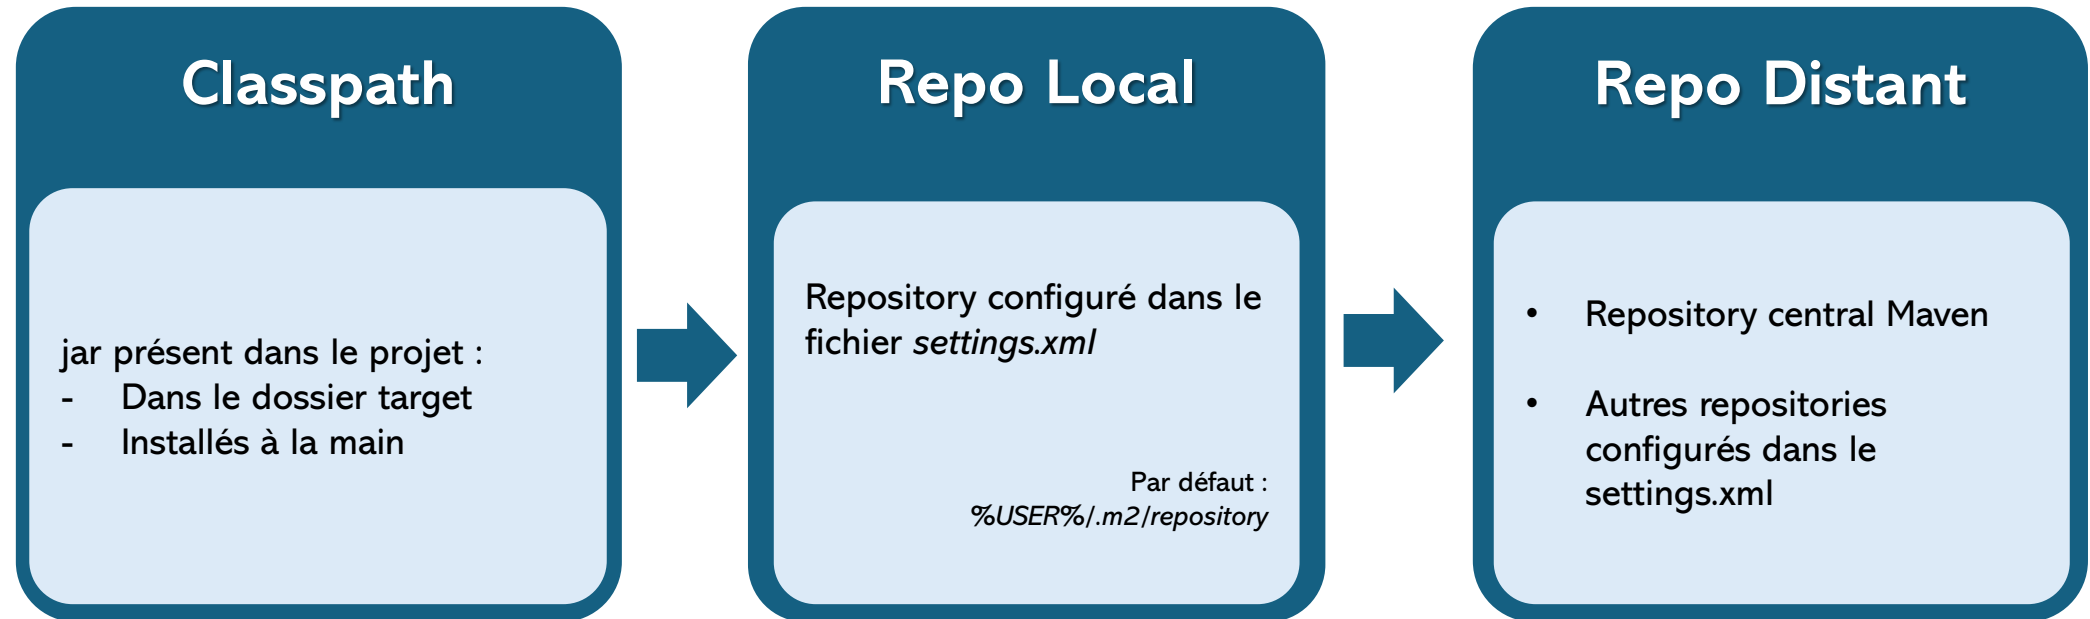 Classpath
jar présent dans le projet :
- Dans le dossier target
- Installés à la main
Repo Local
Repository configuré dans le
fichier settings.xml
Par défaut :
%USER%/.m2/repository
Repo Distant
• Repository central Maven
• Autres repositories
configurés dans le
settings.xml